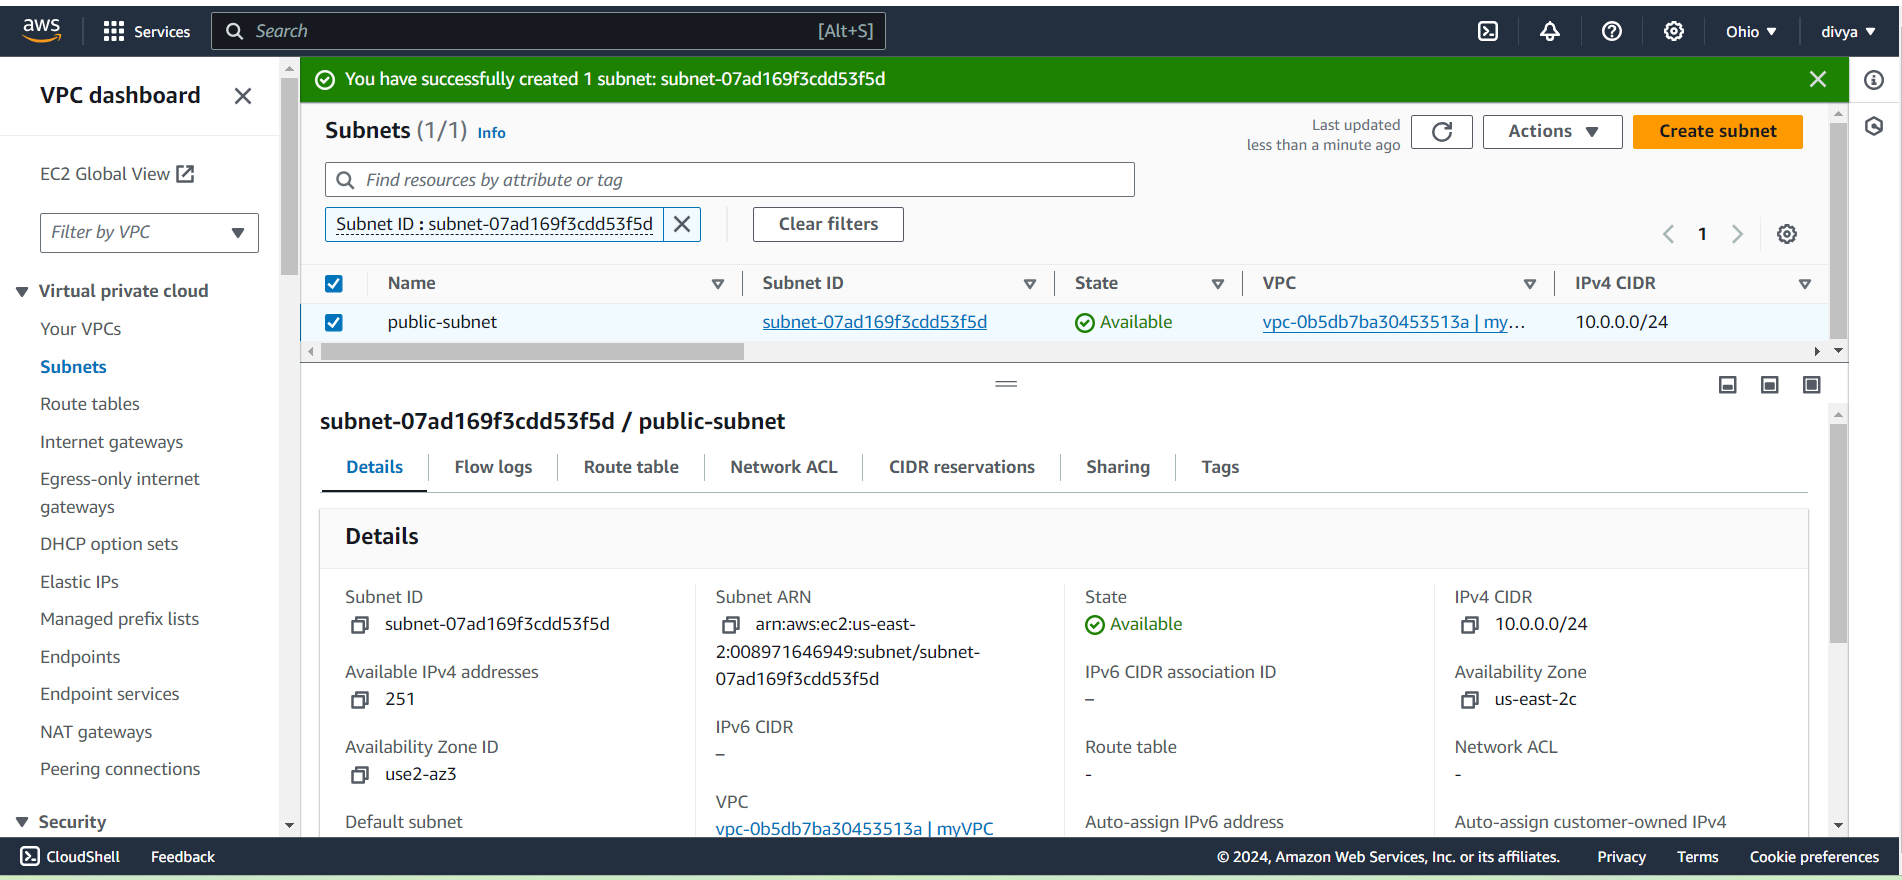 aws
Services
Search [Alt+S]
Ohio
divya
VPC dashboard
EC2 Global View
Filter by VPC
Virtual private cloud
Your VPCs
Subnets
Route tables
Internet gateways
Egress-only internet
gateways
DHCP option sets
Elastic IPs
Managed prefix lists
Endpoints
Endpoint services
NAT gateways
Peering connections
Security
You have successfully created 1 subnet: subnet-07ad169f3cdd53f5d
Subnets (1/1) Info
Last updated
less than a minute ago
Actions
Create subnet
Find resources by attribute or tag
Subnet ID : subnet-07ad169f3cdd53f5d
Clear filters
1
Name Subnet ID State VPC IPv4 CIDR
public-subnet subnet-07ad169f3cdd53f5d Available vpc-0b5db7ba30453513a | my... 10.0.0.0/24
subnet-07ad169f3cdd53f5d / public-subnet
Details Flow logs Route table Network ACL CIDR reservations Sharing Tags
Details
Subnet ID
subnet-07ad169f3cdd53f5d
Available IPv4 addresses
251
Availability Zone ID
use2-az3
Default subnet
Subnet ARN
arn:aws:ec2:us-east-
2:008971646949:subnet/subnet-
07ad169f3cdd53f5d
IPv6 CIDR
–
VPC
vpc-0b5db7ba30453513a | myVPC
State
Available
IPv6 CIDR association ID
–
Route table
-
Auto-assign IPv6 address
IPv4 CIDR
10.0.0.0/24
Availability Zone
us-east-2c
Network ACL
-
Auto-assign customer-owned IPv4
CloudShell Feedback © 2024, Amazon Web Services, Inc. or its affiliates. Privacy Terms Cookie preferences